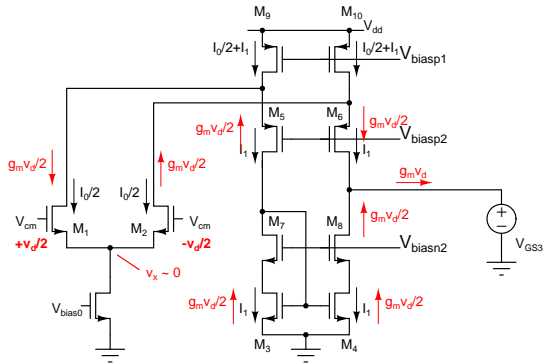 M9 M10
Vdd
I0/2+I1 I0/2+I1
Vbiasp1
M5 M6
gmvd/2 gmvd/2
Vbiasp2
I1 I1
gmvd/2 gmvd/2
I0/2 I0/2
gmvd
Vcm Vcm
M1 M2
+vd/2 -vd/2
VGS3
gmvd/2
M7 M8
Vbiasn2
vx ~ 0
gmvd/2 gmvd/2
I1 I1
Vbias0
M3 M4